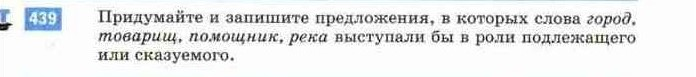 439 Придумайте и запишите предложения, в которых слова город,
товарищ, помощник, река выступали бы в роли подлежащего
или сказуемого.